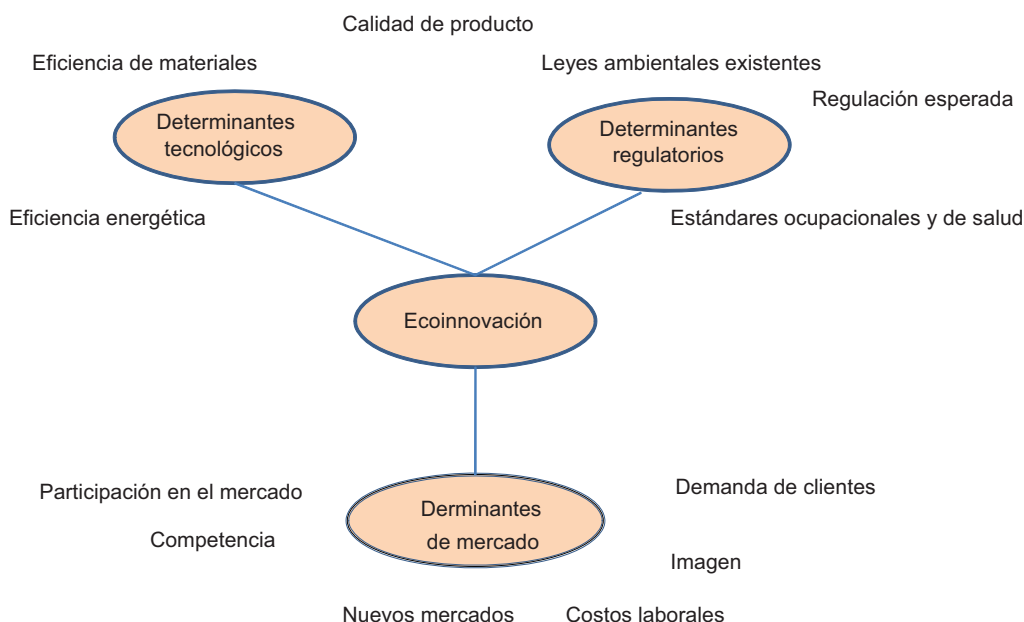 Calidad de producto
Eficiencia de materiales
Leyes ambientales existentes
Regulación esperada
Determinantes
tecnológicos
Determinantes
regulatorios
Eficiencia energética
Estándares ocupacionales y de salud
Ecoinnovación
Participación en el mercado
Demanda de clientes
Derminantes
de mercado
Competencia
Imagen
Nuevos mercados
Costos laborales